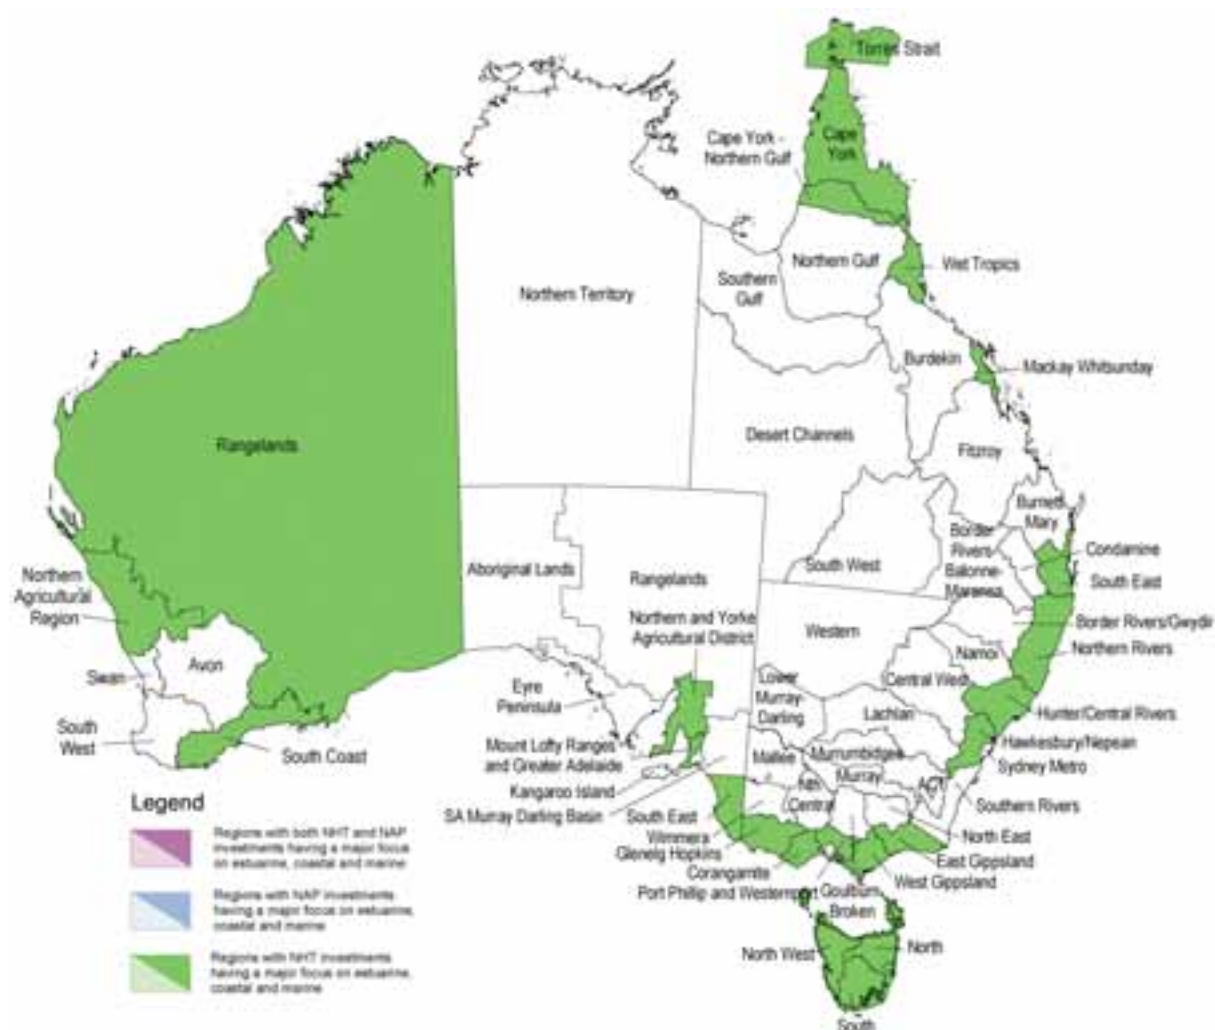 Torres Strait
Cape York -
Northern Gulf
Cape
York
Northern Gulf
Wet Tropics
Southern
Gulf
Northern Territory
Burdekin
Mackay Whitsunday
Rangelands
Desert Channels
Fitzroy
Burnett
Mary
Border
Rivers
Balonne-
Maranoa
Condamine
South East
South West
Aboriginal Lands
Rangelands
Northern
Agricultural
Region
Northern and Yorke
Agricultural District
Western
Border Rivers/Gwydir
Northern Rivers
Namoi
Central West
Swan
Avon
Eyre
Peninsula
Lower
Murray-
Darling
Lachlan
Hunter/Central Rivers
South
West
South Coast
Mount Lofty Ranges
and Greater Adelaide
Mallee
Murrumbidgee
Hawkesbury/Nepean
Sydney Metro
Kangaroo Island
Murray
ACT
Nth
Central
Southern Rivers
SA Murray Darling Basin
South East
Wimmera
North East
Glenelg Hopkins
East Gippsland
Corangamite
West Gippsland
Port Phillip and Westernport
Goulburn
Broken
North West
North
South
Legend
Regions with both NHT and NAP
investments having a major focus
on estuarine, coastal and marine
Regions with NAP investments
having a major focus on estuarine,
coastal and marine
Regions with NHT investments
having a major focus on estuarine,
coastal and marine